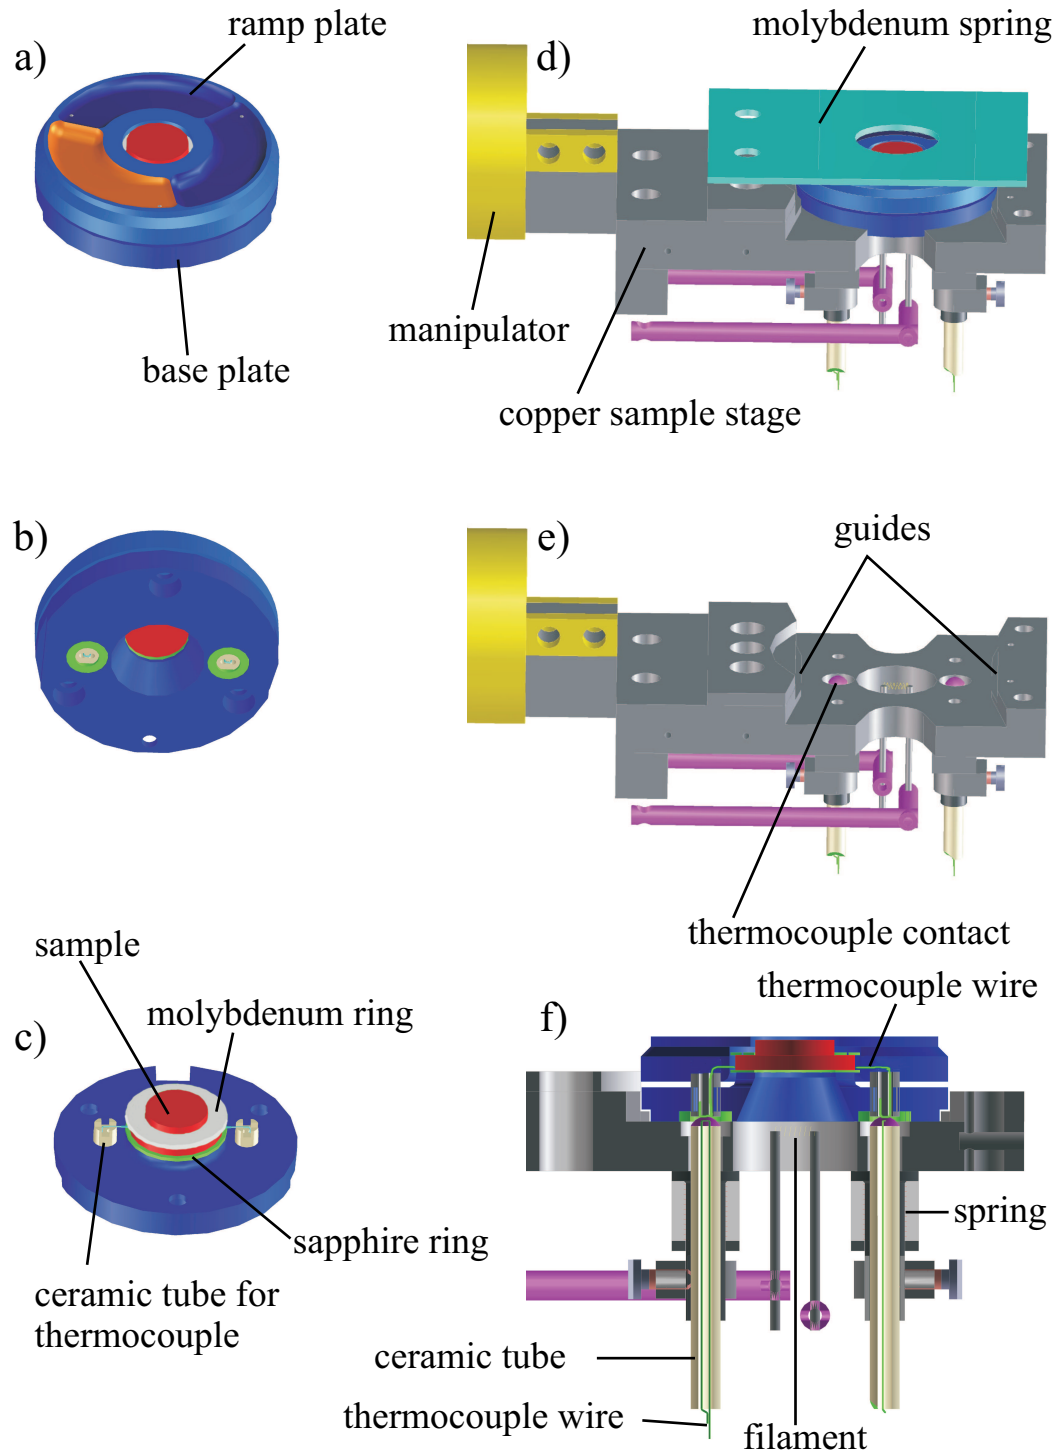 a)
ramp plate
base plate
b)
c)
sample
molybdenum ring
sapphire ring
ceramic tube for
thermocouple
d)
molybdenum spring
manipulator
copper sample stage
e)
guides
thermocouple contact
f)
thermocouple wire
spring
ceramic tube
thermocouple wire
filament